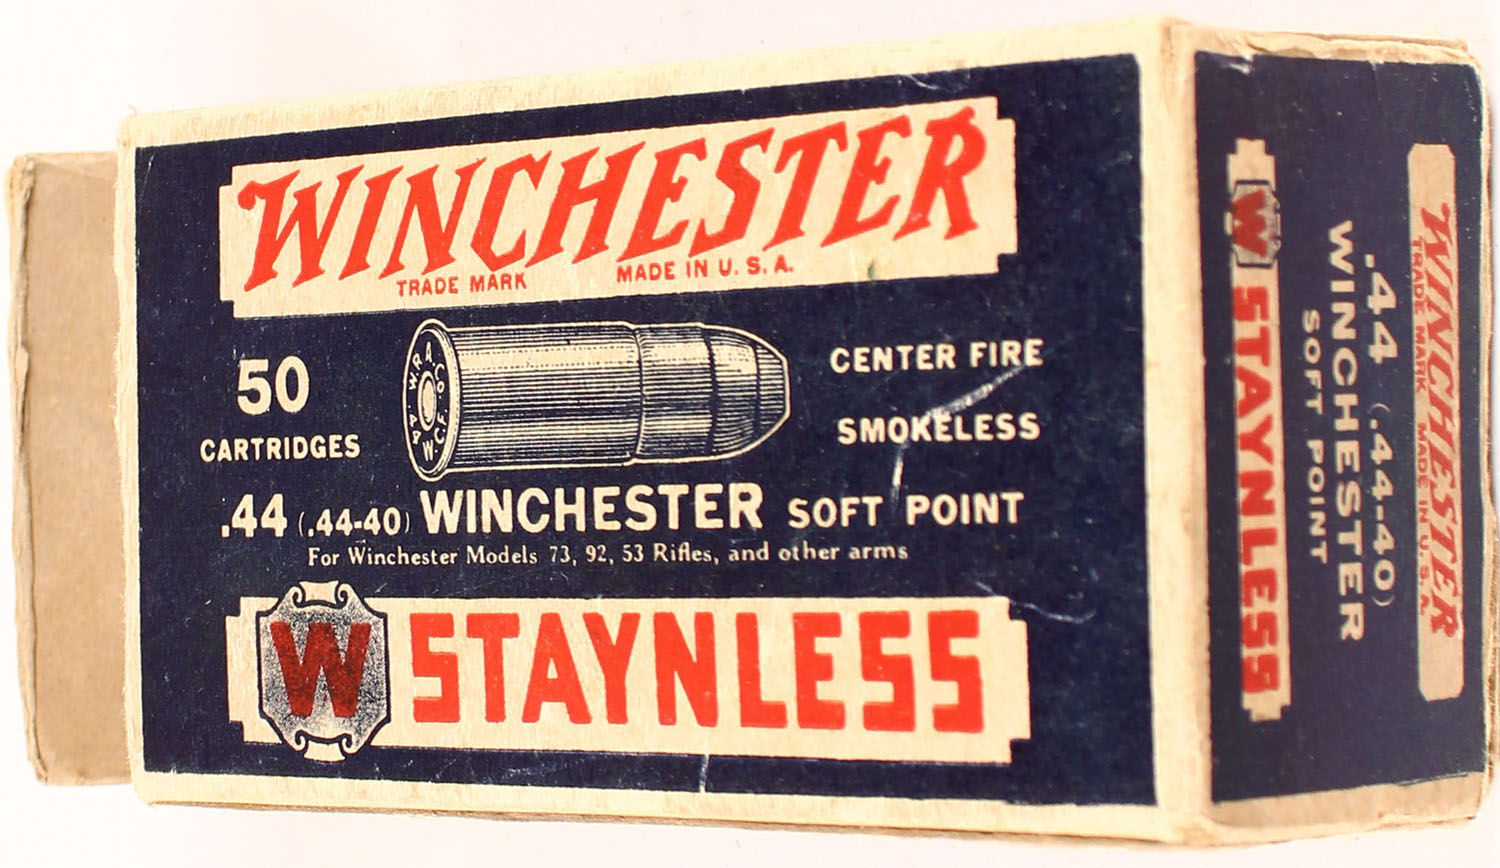 WINCHESTER
TRADE MARK MADE IN U. S. A.
50
CARTRIDGES
W.R.A.Co.
44 W.C.F.
CENTER FIRE
SMOKELESS
.44 (.44-40) WINCHESTER SOFT POINT
For Winchester Models 73, 92, 53 Rifles, and other arms
W STAYNLESS
WINCHESTER
TRADE MARK MADE IN U. S. A.
.44 (.44-40)
WINCHESTER
SOFT POINT
W STAYNLESS